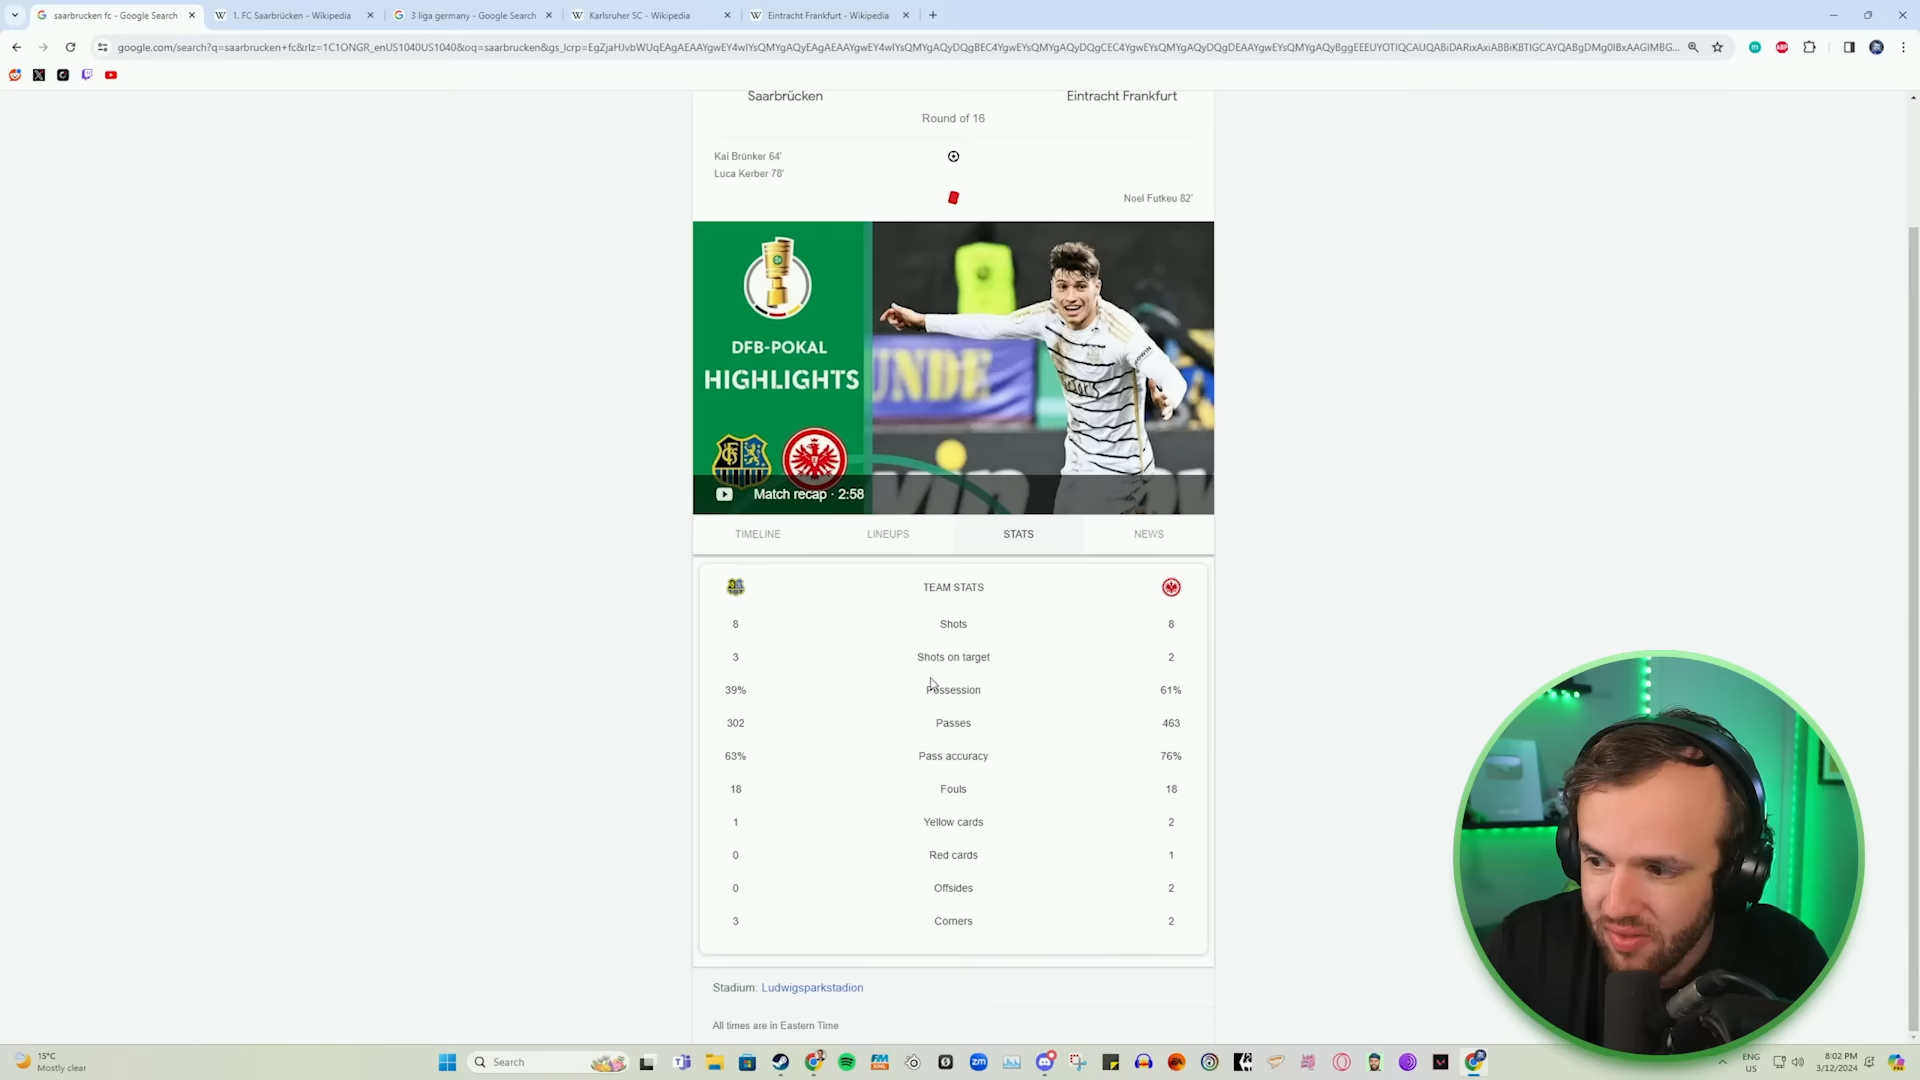 saarbrucken fc - Google Search
1. FC Saarbrücken - Wikipedia
3 liga germany - Google Search
Karlsruher SC - Wikipedia
Eintracht Frankfurt - Wikipedia
Saarbrücken
Eintracht Frankfurt
Round of 16
Kai Brünker 64'
Luca Kerber 78'
Noel Futkeu 82'
DFB-POKAL
HIGHLIGHTS
UNDE
Match recap · 2:58
TIMELINE LINEUPS STATS NEWS
TEAM STATS
8 Shots 8
3 Shots on target 2
39% Possession 61%
302 Passes 463
63% Pass accuracy 76%
18 Fouls 18
1 Yellow cards 2
0 Red cards 1
0 Offsides 2
3 Corners 2
Stadium: Ludwigsparkstadion
All times are in Eastern Time
15°C
Mostly clear
Search
ENG
US
8:02 PM
3/12/2024